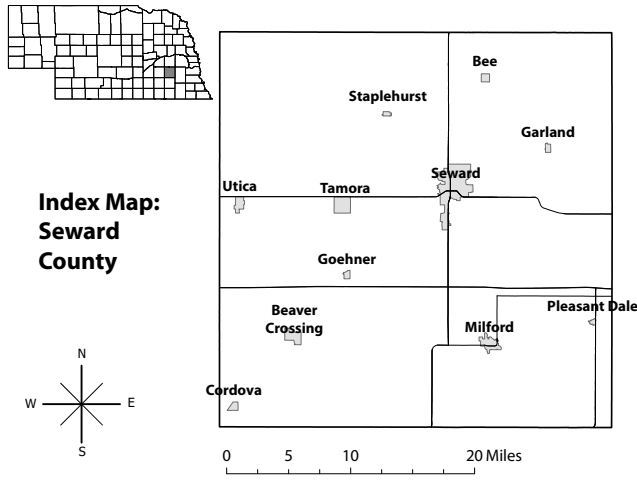 Bee
Staplehurst
Garland
Seward
Utica
Tamora
Index Map:
Seward
County
Goehner
Beaver
Crossing
Pleasant Dale
Milford
Cordova
N
W
E
S
0 5 10 20 Miles